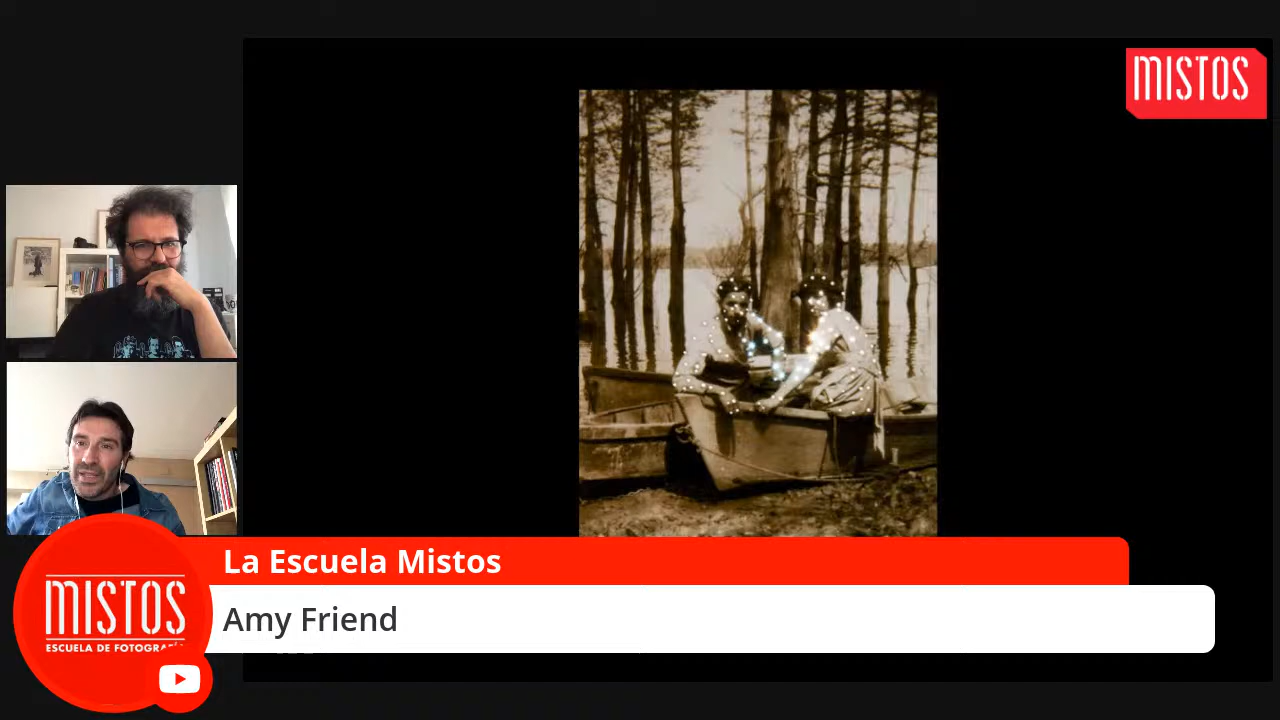 MISTOS
La Escuela Mistos
Amy Friend
MISTOS
ESCUELA DE FOTOGRAFÍA